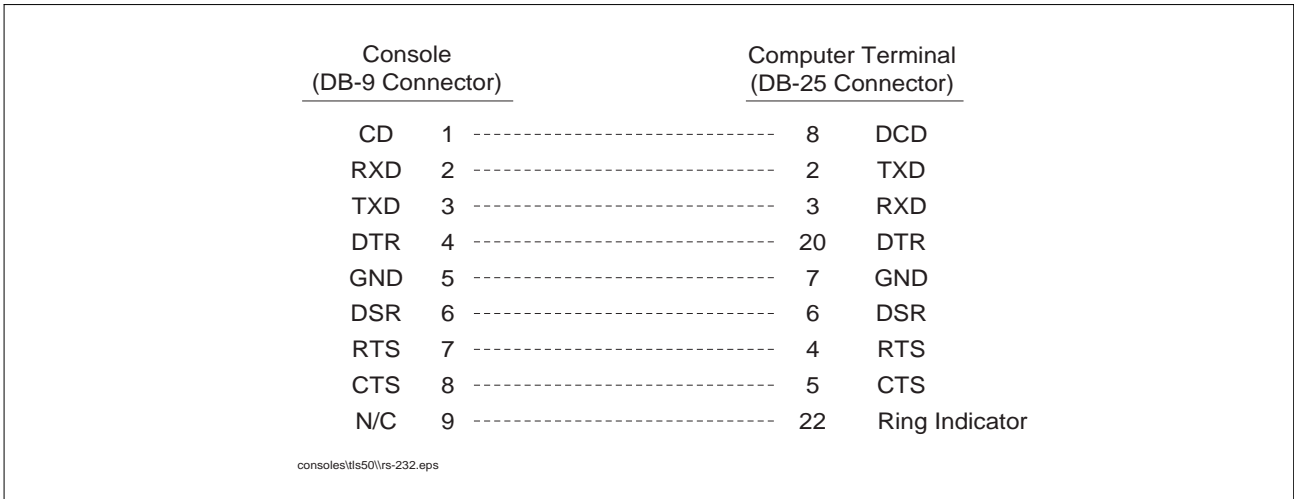 Console Computer Terminal
(DB-9 Connector) (DB-25 Connector)
CD 1 8 DCD
RXD 2 2 TXD
TXD 3 3 RXD
DTR 4 20 DTR
GND 5 7 GND
DSR 6 6 DSR
RTS 7 4 RTS
CTS 8 5 CTS
N/C 9 22 Ring Indicator
consoles\tls50\\rs-232.eps